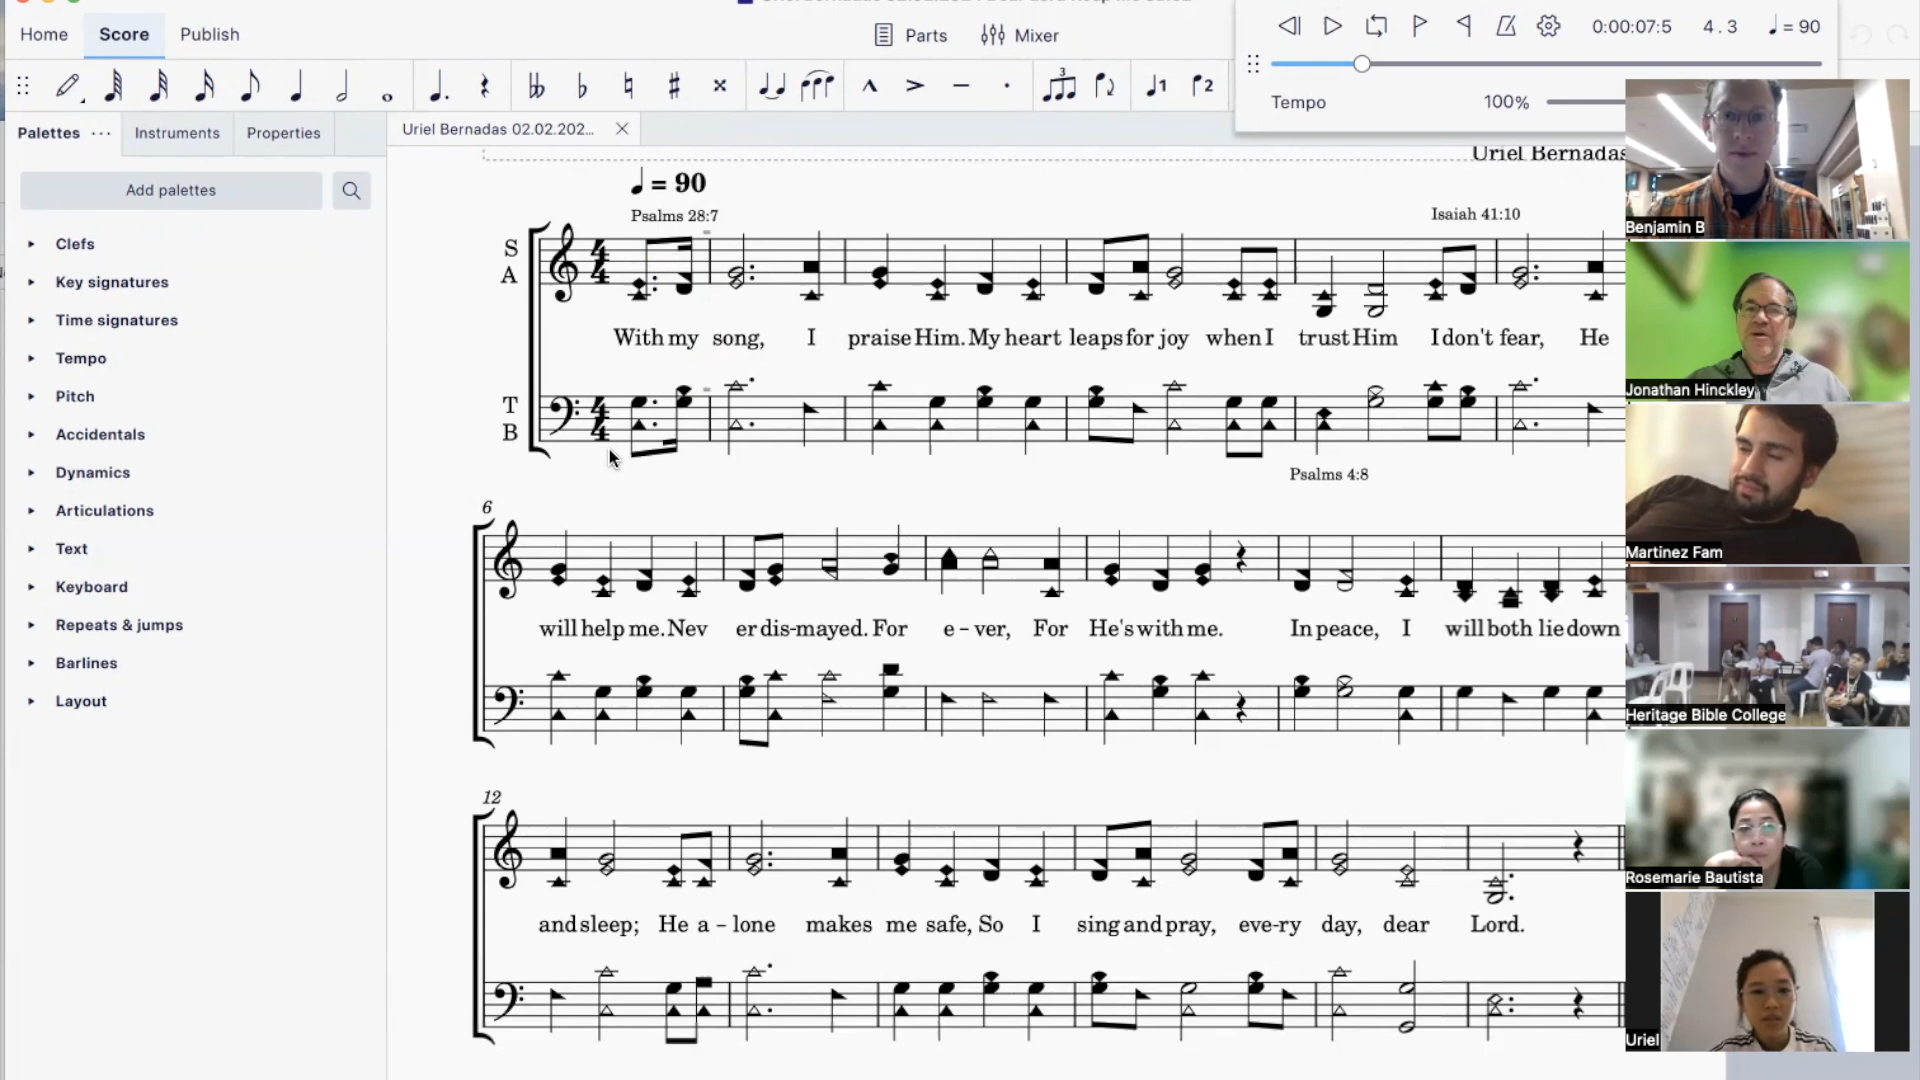 Home Score Publish
Parts Mixer
0:00:07:5 4 . 3 = 90
Tempo 100%
Palettes Instruments Properties
Uriel Bernadas 02.02.202...
Add palettes
Clefs
Key signatures
Time signatures
Tempo
Pitch
Accidentals
Dynamics
Articulations
Text
Keyboard
Repeats & jumps
Barlines
Layout
Uriel Bernadas
= 90
Psalms 28:7 Isaiah 41:10
S
A
4
4
With my song, I praise Him. My heart leaps for joy when I trust Him I don't fear, He
T
B
4
4
Psalms 4:8
6
will help me. Nev er dis-mayed. For e - ver, For He's with me. In peace, I will both lie down
12
and sleep; He a - lone makes me safe, So I sing and pray, eve-ry day, dear Lord.
Benjamin B
Jonathan Hinckley
Martinez Fam
Heritage Bible College
Rosemarie Bautista
Uriel